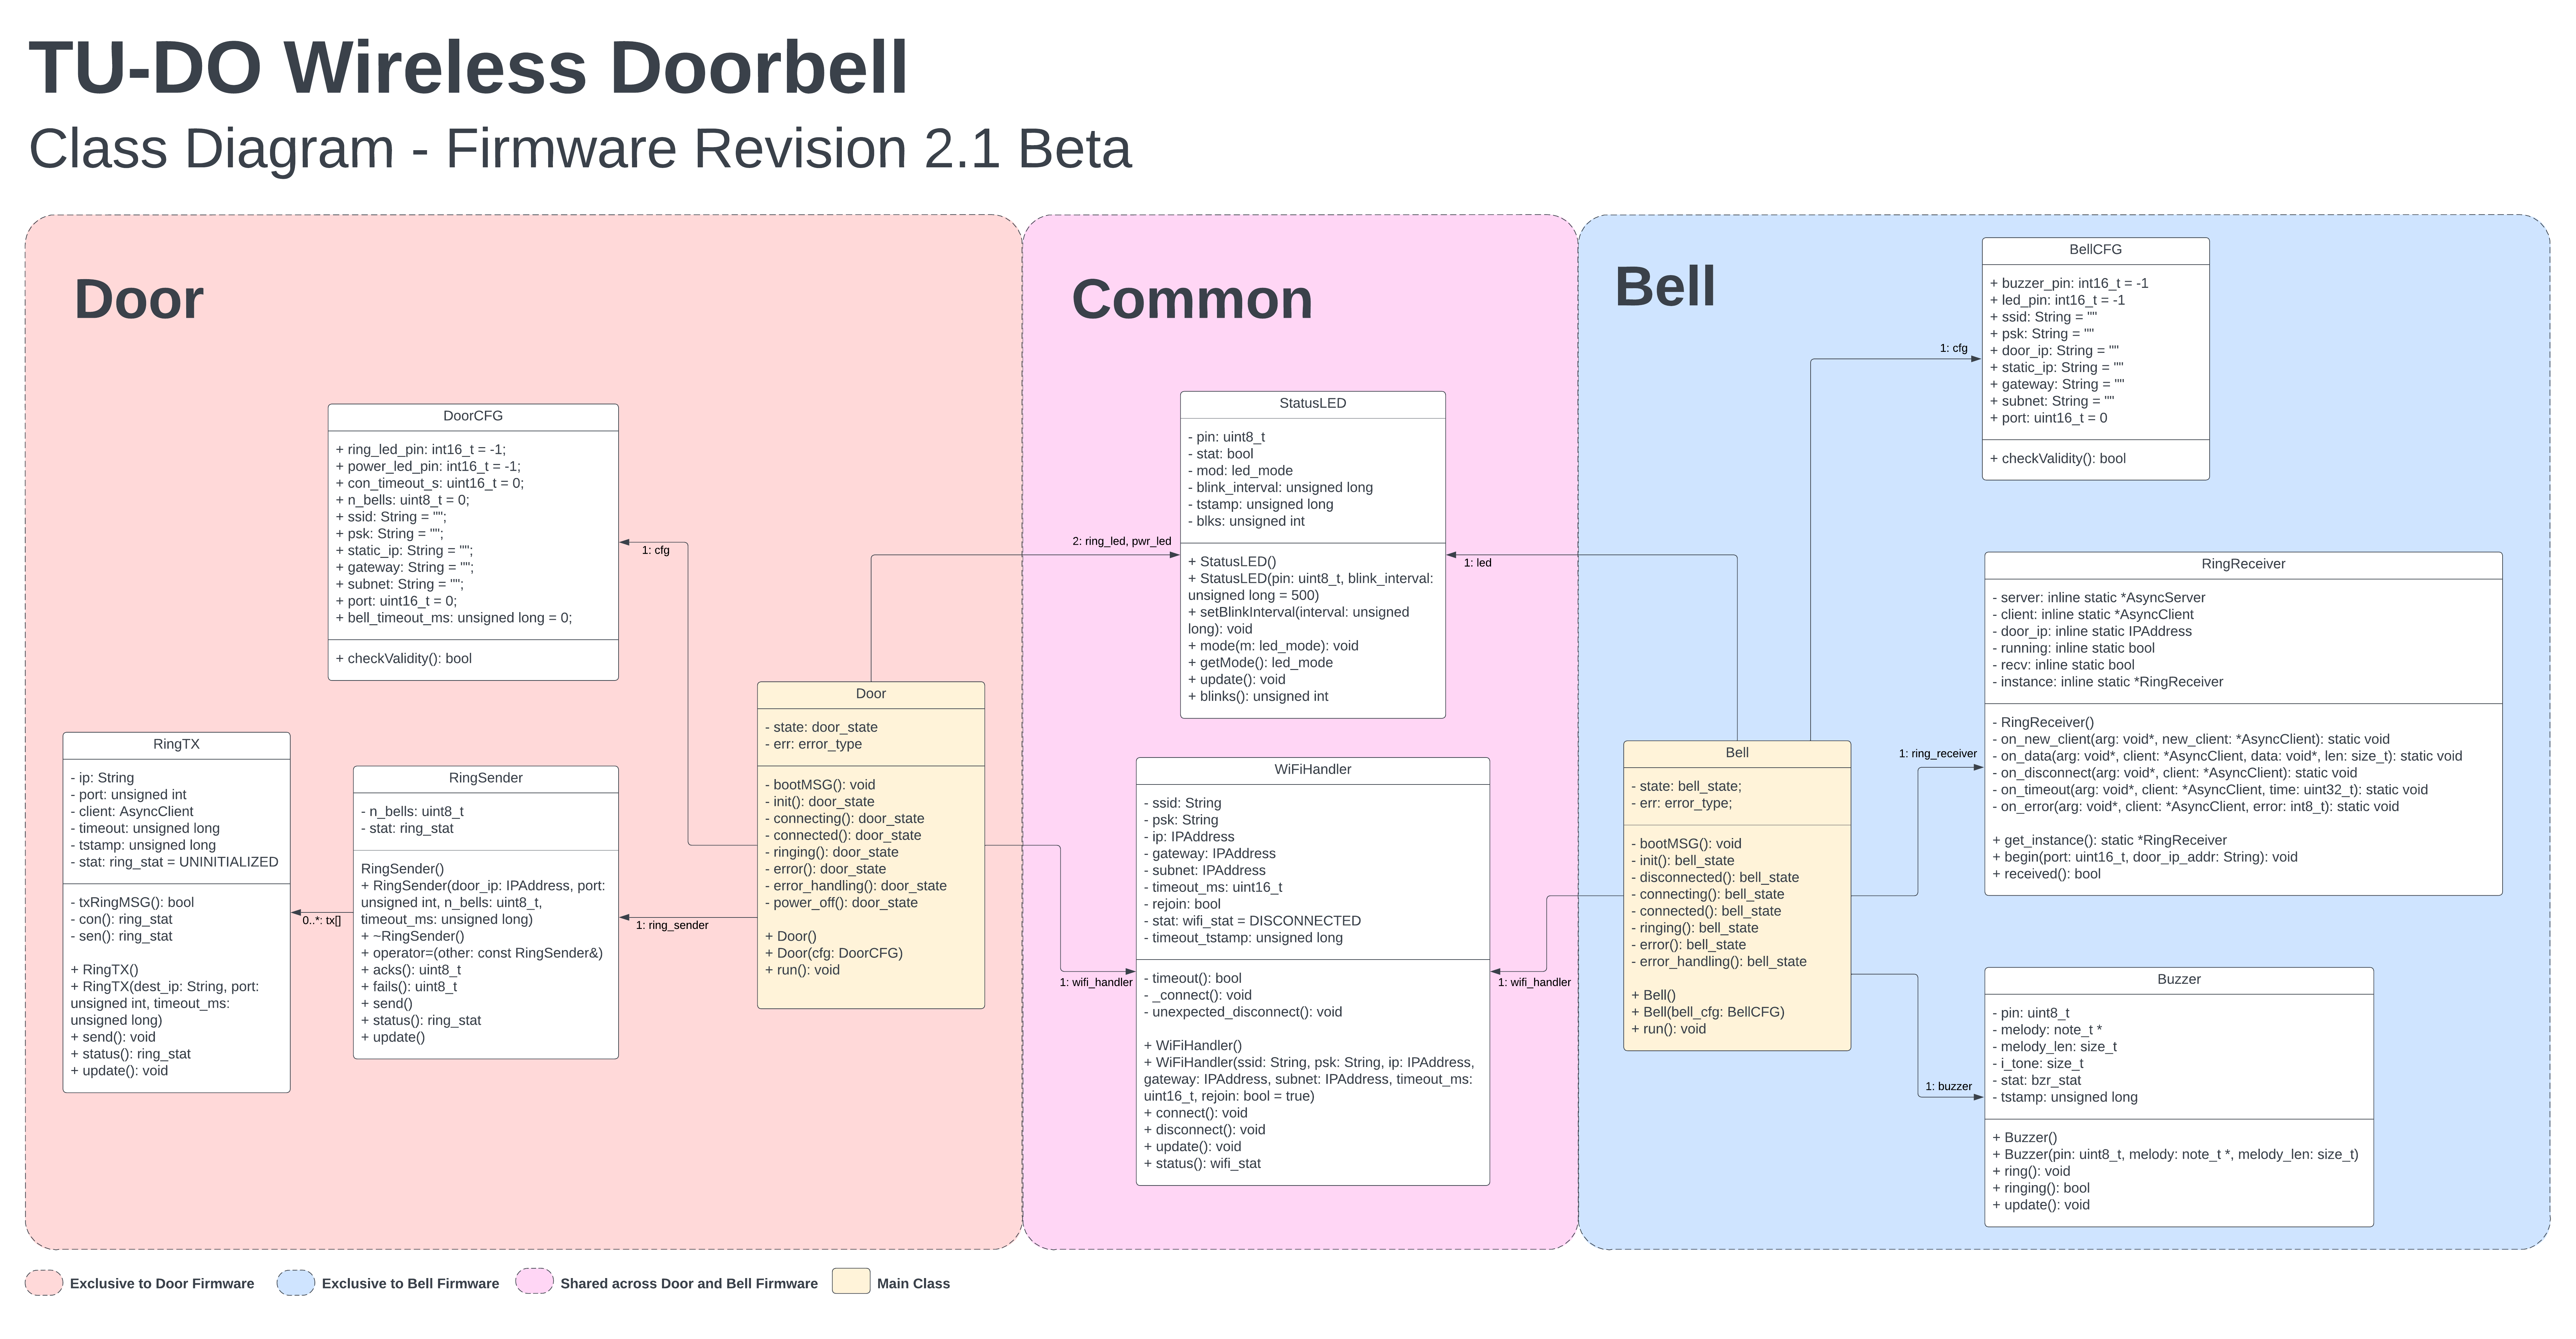 TU-DO Wireless Doorbell
Class Diagram - Firmware Revision 2.1 Beta
Door
DoorCFG
+ ring_led_pin: int16_t = -1;
+ power_led_pin: int16_t = -1;
+ con_timeout_s: uint16_t = 0;
+ n_bells: uint8_t = 0;
+ ssid: String = "";
+ psk: String = "";
+ static_ip: String = "";
+ gateway: String = "";
+ subnet: String = "";
+ port: uint16_t = 0;
+ bell_timeout_ms: unsigned long = 0;
+ checkValidity(): bool
1: cfg
RingTX
- ip: String
- port: unsigned int
- client: AsyncClient
- timeout: unsigned long
- tstamp: unsigned long
- stat: ring_stat = UNINITIALIZED
- txRingMSG(): bool
- con(): ring_stat
- sen(): ring_stat
+ RingTX()
+ RingTX(dest_ip: String, port:
unsigned int, timeout_ms:
unsigned long)
+ send(): void
+ status(): ring_stat
+ update(): void
0..*: tx[]
RingSender
- n_bells: uint8_t
- stat: ring_stat
RingSender()
+ RingSender(door_ip: IPAddress, port:
unsigned int, n_bells: uint8_t,
timeout_ms: unsigned long)
+ ~RingSender()
+ operator=(other: const RingSender&)
+ acks(): uint8_t
+ fails(): uint8_t
+ send()
+ status(): ring_stat
+ update()
1: ring_sender
Door
- state: door_state
- err: error_type
- bootMSG(): void
- init(): door_state
- connecting(): door_state
- connected(): door_state
- ringing(): door_state
- error(): door_state
- error_handling(): door_state
- power_off(): door_state
+ Door()
+ Door(cfg: DoorCFG)
+ run(): void
Common
2: ring_led, pwr_led
StatusLED
- pin: uint8_t
- stat: bool
- mod: led_mode
- blink_interval: unsigned long
- tstamp: unsigned long
- blks: unsigned int
+ StatusLED()
+ StatusLED(pin: uint8_t, blink_interval:
unsigned long = 500)
+ setBlinkInterval(interval: unsigned
long): void
+ mode(m: led_mode): void
+ getMode(): led_mode
+ update(): void
+ blinks(): unsigned int
1: led
WiFiHandler
- ssid: String
- psk: String
- ip: IPAddress
- gateway: IPAddress
- subnet: IPAddress
- timeout_ms: uint16_t
- rejoin: bool
- stat: wifi_stat = DISCONNECTED
- timeout_tstamp: unsigned long
- timeout(): bool
- _connect(): void
- unexpected_disconnect(): void
+ WiFiHandler()
+ WiFiHandler(ssid: String, psk: String, ip: IPAddress,
gateway: IPAddress, subnet: IPAddress, timeout_ms:
uint16_t, rejoin: bool = true)
+ connect(): void
+ disconnect(): void
+ update(): void
+ status(): wifi_stat
1: wifi_handler
1: wifi_handler
Bell
BellCFG
+ buzzer_pin: int16_t = -1
+ led_pin: int16_t = -1
+ ssid: String = ""
+ psk: String = ""
+ door_ip: String = ""
+ static_ip: String = ""
+ gateway: String = ""
+ subnet: String = ""
+ port: uint16_t = 0
+ checkValidity(): bool
1: cfg
Bell
- state: bell_state;
- err: error_type;
- bootMSG(): void
- init(): bell_state
- disconnected(): bell_state
- connecting(): bell_state
- connected(): bell_state
- ringing(): bell_state
- error(): bell_state
- error_handling(): bell_state
+ Bell()
+ Bell(bell_cfg: BellCFG)
+ run(): void
1: ring_receiver
RingReceiver
- server: inline static *AsyncServer
- client: inline static *AsyncClient
- door_ip: inline static IPAddress
- running: inline static bool
- recv: inline static bool
- instance: inline static *RingReceiver
- RingReceiver()
- on_new_client(arg: void*, new_client: *AsyncClient): static void
- on_data(arg: void*, client: *AsyncClient, data: void*, len: size_t): static void
- on_disconnect(arg: void*, client: *AsyncClient): static void
- on_timeout(arg: void*, client: *AsyncClient, time: uint32_t): static void
- on_error(arg: void*, client: *AsyncClient, error: int8_t): static void
+ get_instance(): static *RingReceiver
+ begin(port: uint16_t, door_ip_addr: String): void
+ received(): bool
1: buzzer
Buzzer
- pin: uint8_t
- melody: note_t *
- melody_len: size_t
- i_tone: size_t
- stat: bzr_stat
- tstamp: unsigned long
+ Buzzer()
+ Buzzer(pin: uint8_t, melody: note_t *, melody_len: size_t)
+ ring(): void
+ ringing(): bool
+ update(): void
Exclusive to Door Firmware
Exclusive to Bell Firmware
Shared across Door and Bell Firmware
Main Class